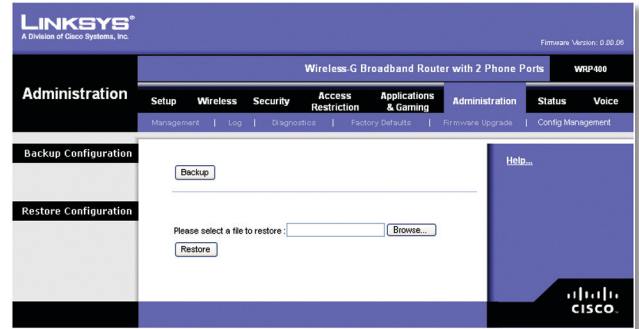 LINKSYS®
A Division of Cisco Systems, Inc.
Firmware Version: 0.00.06
Wireless-G Broadband Router with 2 Phone Ports WRP400
Administration
Setup Wireless Security Access Restriction Applications & Gaming Administration Status Voice
Management | Log | Diagnostics | Factory Defaults | Firmware Upgrade | Config Management
Backup Configuration
Backup
Help...
Restore Configuration
Please select a file to restore : Browse...
Restore
CISCO.